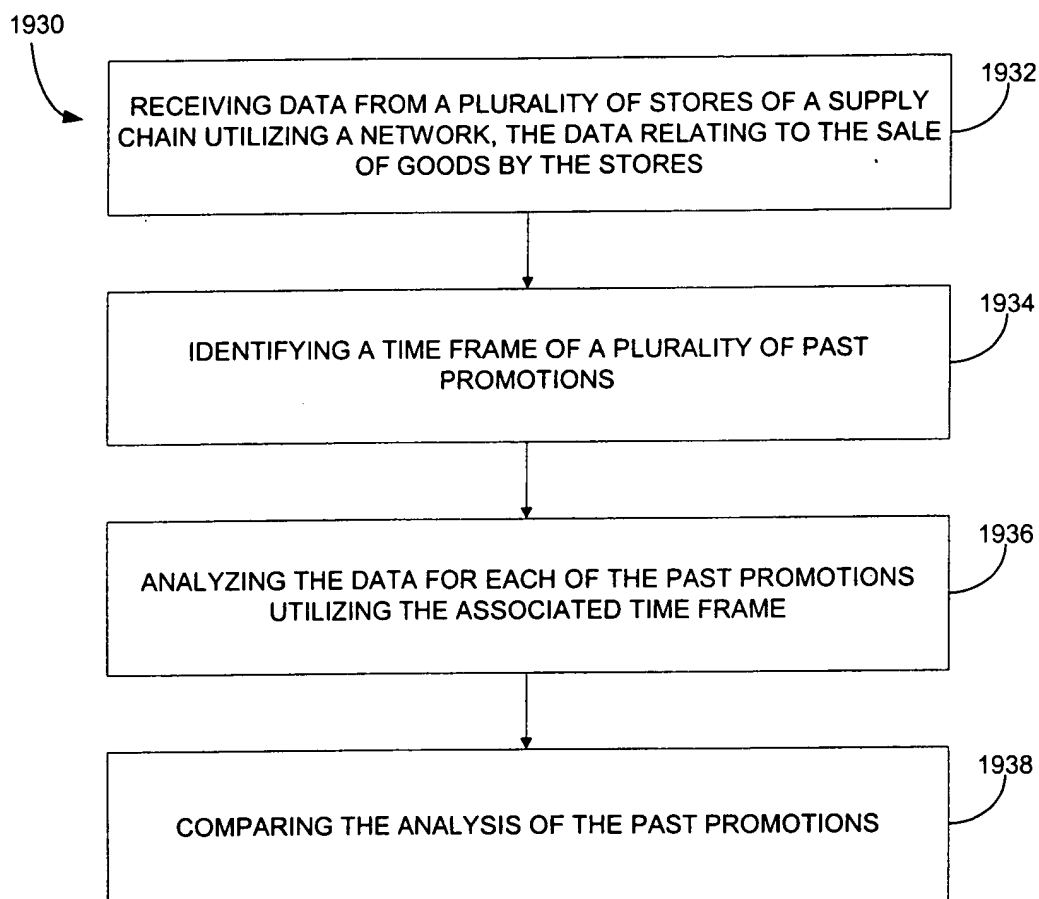 1930
1932
RECEIVING DATA FROM A PLURALITY OF STORES OF A SUPPLY
CHAIN UTILIZING A NETWORK, THE DATA RELATING TO THE SALE
OF GOODS BY THE STORES
1934
IDENTIFYING A TIME FRAME OF A PLURALITY OF PAST
PROMOTIONS
1936
ANALYZING THE DATA FOR EACH OF THE PAST PROMOTIONS
UTILIZING THE ASSOCIATED TIME FRAME
1938
COMPARING THE ANALYSIS OF THE PAST PROMOTIONS